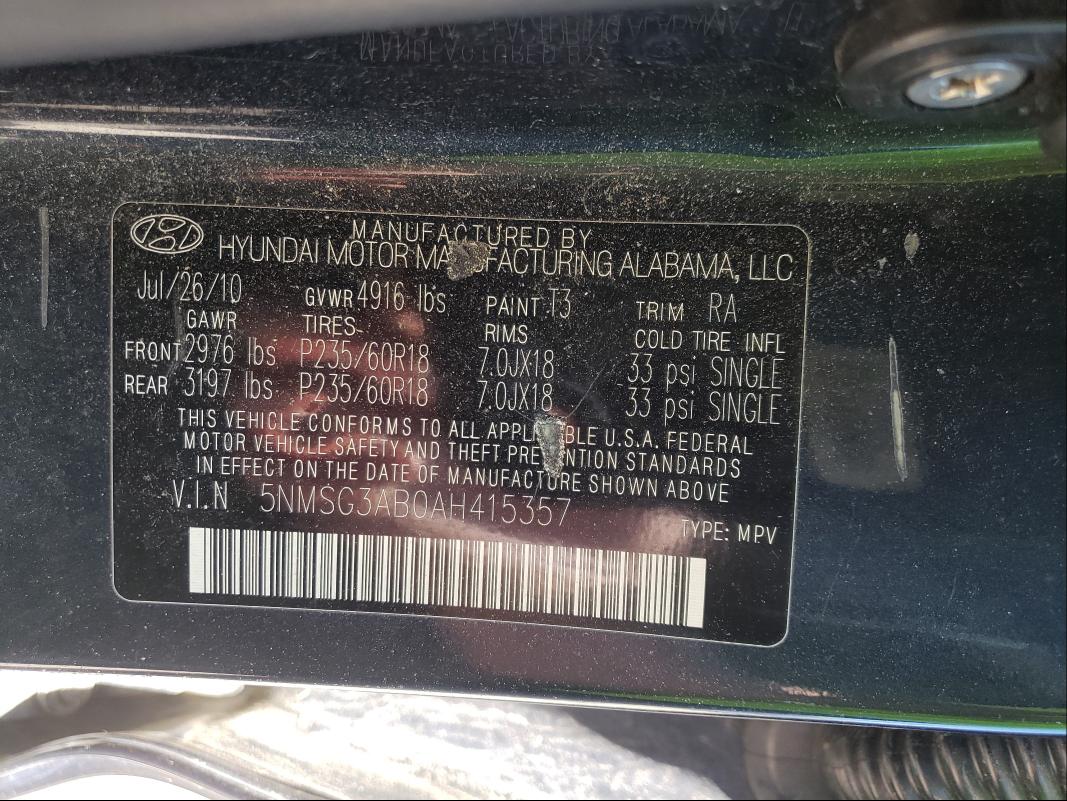 MANUFACTURED BY
HYUNDAI MOTOR MANUFACTURING ALABAMA, LLC
Jul/26/10 GVWR 4916 lbs PAINT T3 TRIM RA
GAWR TIRES RIMS COLD TIRE INFL
FRONT 2976 lbs P235/60R18 7.0JX18 33 psi SINGLE
REAR 3197 lbs P235/60R18 7.0JX18 33 psi SINGLE
THIS VEHICLE CONFORMS TO ALL APPLICABLE U.S.A. FEDERAL
MOTOR VEHICLE SAFETY AND THEFT PREVENTION STANDARDS
IN EFFECT ON THE DATE OF MANUFACTURE SHOWN ABOVE
V.I.N 5NMSG3AB0AH415357
TYPE: MPV